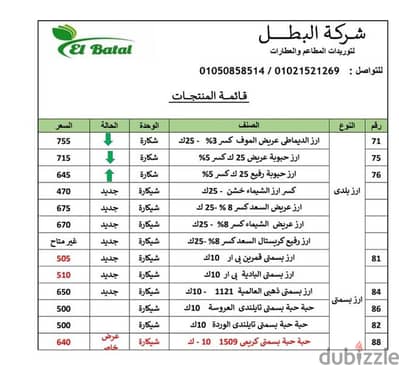 El Batal
شركة البطــل
لتوريدات المطاعم والعطارات
للتواصل : 01021521269 / 01050858514
قائمة المنتجات
رقم النوع الصنف الوحدة الحالة السعر
71 ارز الديماطى عريض الموف كسر 3% - 25ك شكارة 755
75 ارز حبوبة عريض 25 ك كسر 5% شكارة 715
76 ارز حبوبة رفيع 25 ك كسر 5% شكارة 645
ارز بلدى
كسر ارز الشيماء خشن - 25ك شيكارة جديد 470
ارز عريض السعد كسر 8% -25ك شيكارة جديد 675
ارز عريض الشيماء كسر 8% - 25ك شيكارة جديد 670
ارز رفيع كريستال السعد كسر 8% -25ك شيكارة جديد غير متاح
81 ارز بسمتى قمرين بى ار 10ك شيكارة جديد 505
ارز بسمتى البادية بى ار 10ك شيكارة جديد 510
84 ارز بسمتى ذهبى العالمية 1121 - 10ك شيكارة جديد 650
ارز بسمتى
86 حبة حبة بسمتى تايلندى العروسة 10ك شيكارة 500
82 حبة حبة بسمتى تايلندى الوردة 10ك شيكارة 500
88 حبة حبة بسمتى كريمى 1509 10 - ك شيكارة عرض خاص 640
dubizzle